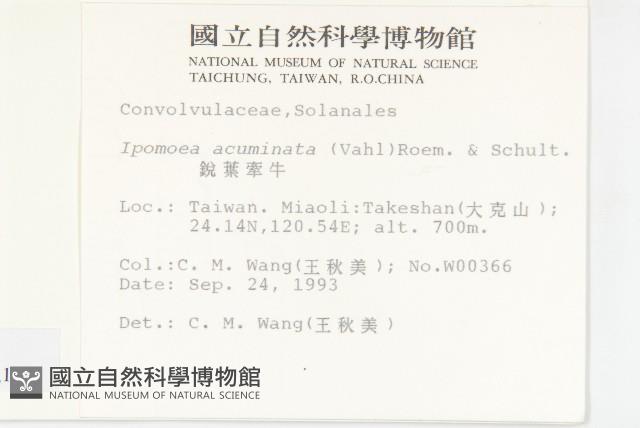 國立自然科學博物館
NATIONAL MUSEUM OF NATURAL SCIENCE
TAICHUNG, TAIWAN, R.O.CHINA
Convolvulaceae,Solanales
Ipomoea acuminata (Vahl)Roem. & Schult.
銳葉牽牛
Loc.: Taiwan. Miaoli:Takeshan(大克山);
24.14N,120.54E; alt. 700m.
Col.:C. M. Wang(王秋美); No.W00366
Date: Sep. 24, 1993
Det.: C. M. Wang(王秋美)
國立自然科學博物館
NATIONAL MUSEUM OF NATURAL SCIENCE